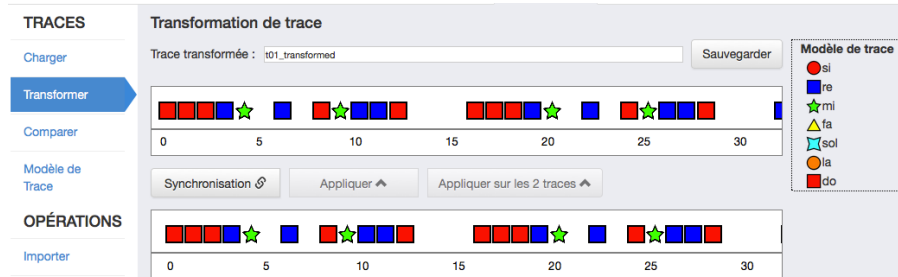 TRACES
Charger
Transformer
Comparer
Modèle de
Trace
OPÉRATIONS
Importer
Transformation de trace
Trace transformée : t01_transformed
Sauvegarder
0 5 10 15 20 25 30
Synchronisation
Appliquer
Appliquer sur les 2 traces
0 5 10 15 20 25 30
Modèle de trace
si
re
mi
fa
sol
la
do